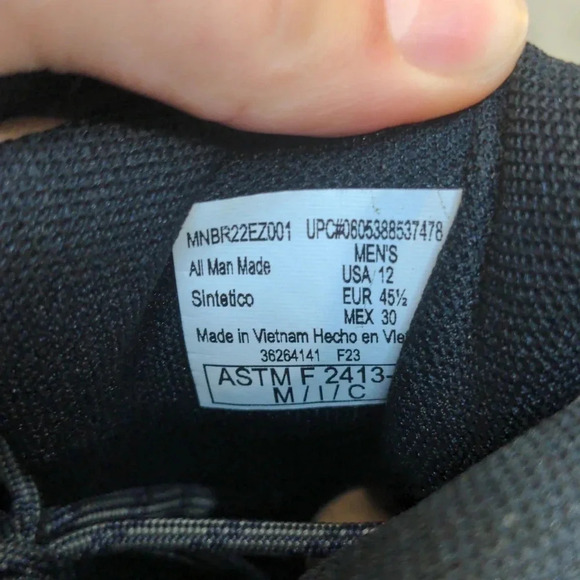 MNBR22EZ001 UPC#0605388537478
All Man Made MEN'S
USA 12
Sintetico EUR 45½
MEX 30
Made in Vietnam Hecho en Vie
36264141 F23
ASTM F 2413-
M / I / C